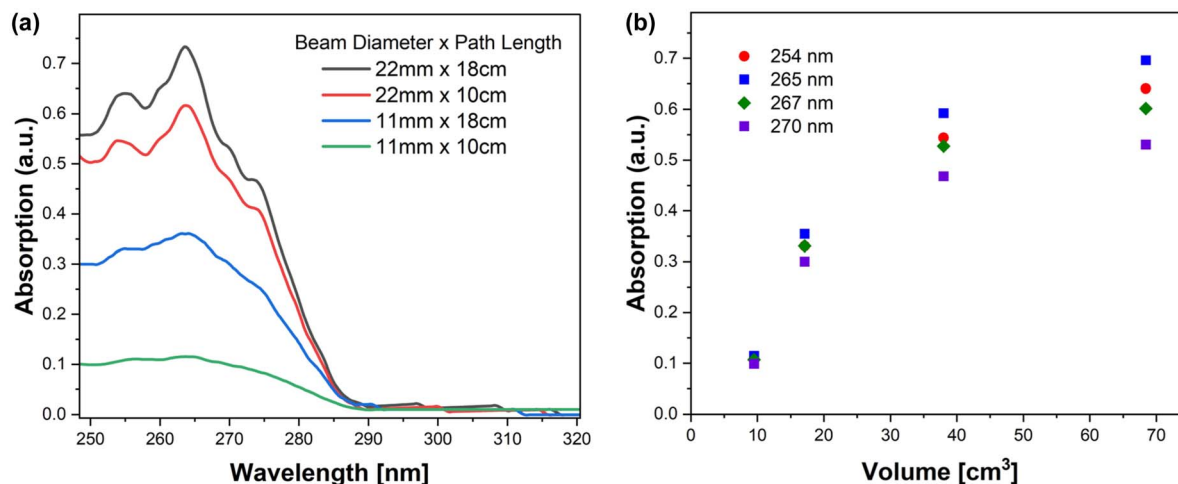 (a)
Absorption (a.u.)
0.7
0.6
0.5
0.4
0.3
0.2
0.1
0.0
Beam Diameter x Path Length
22mm x 18cm
22mm x 10cm
11mm x 18cm
11mm x 10cm
250 260 270 280 290 300 310 320
Wavelength [nm]
(b)
Absorption (a.u.)
0.7
0.6
0.5
0.4
0.3
0.2
0.1
0.0
254 nm
265 nm
267 nm
270 nm
0 10 20 30 40 50 60 70
Volume [cm³]